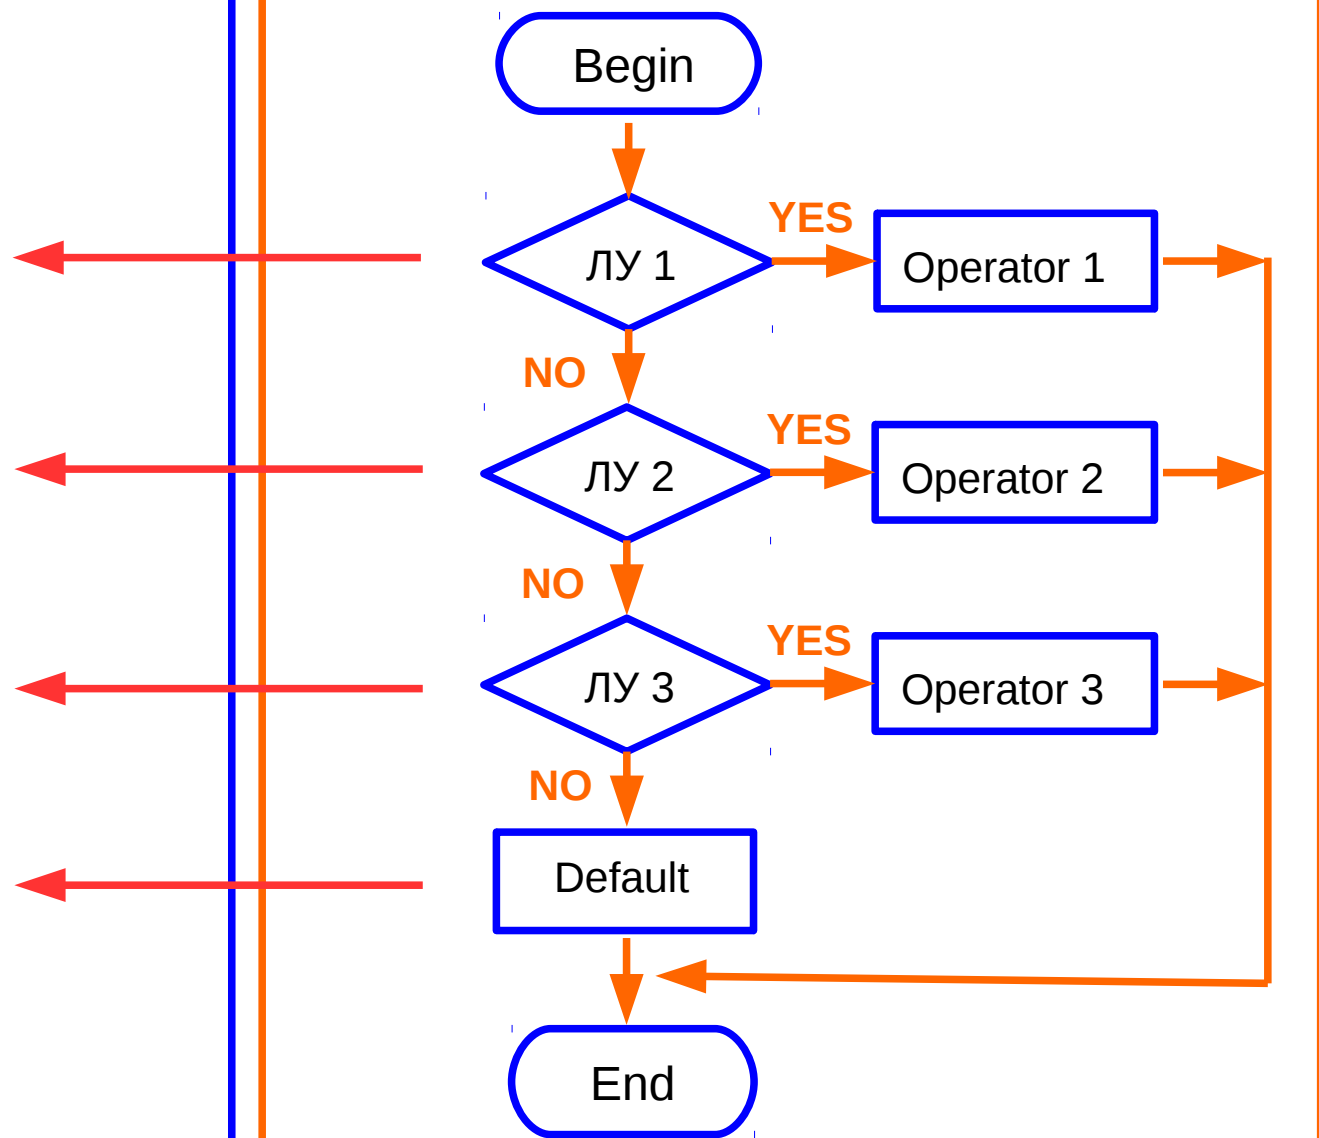 Begin
YES
ЛУ 1
Operator 1
NO
YES
ЛУ 2
Operator 2
NO
YES
ЛУ 3
Operator 3
NO
Default
End